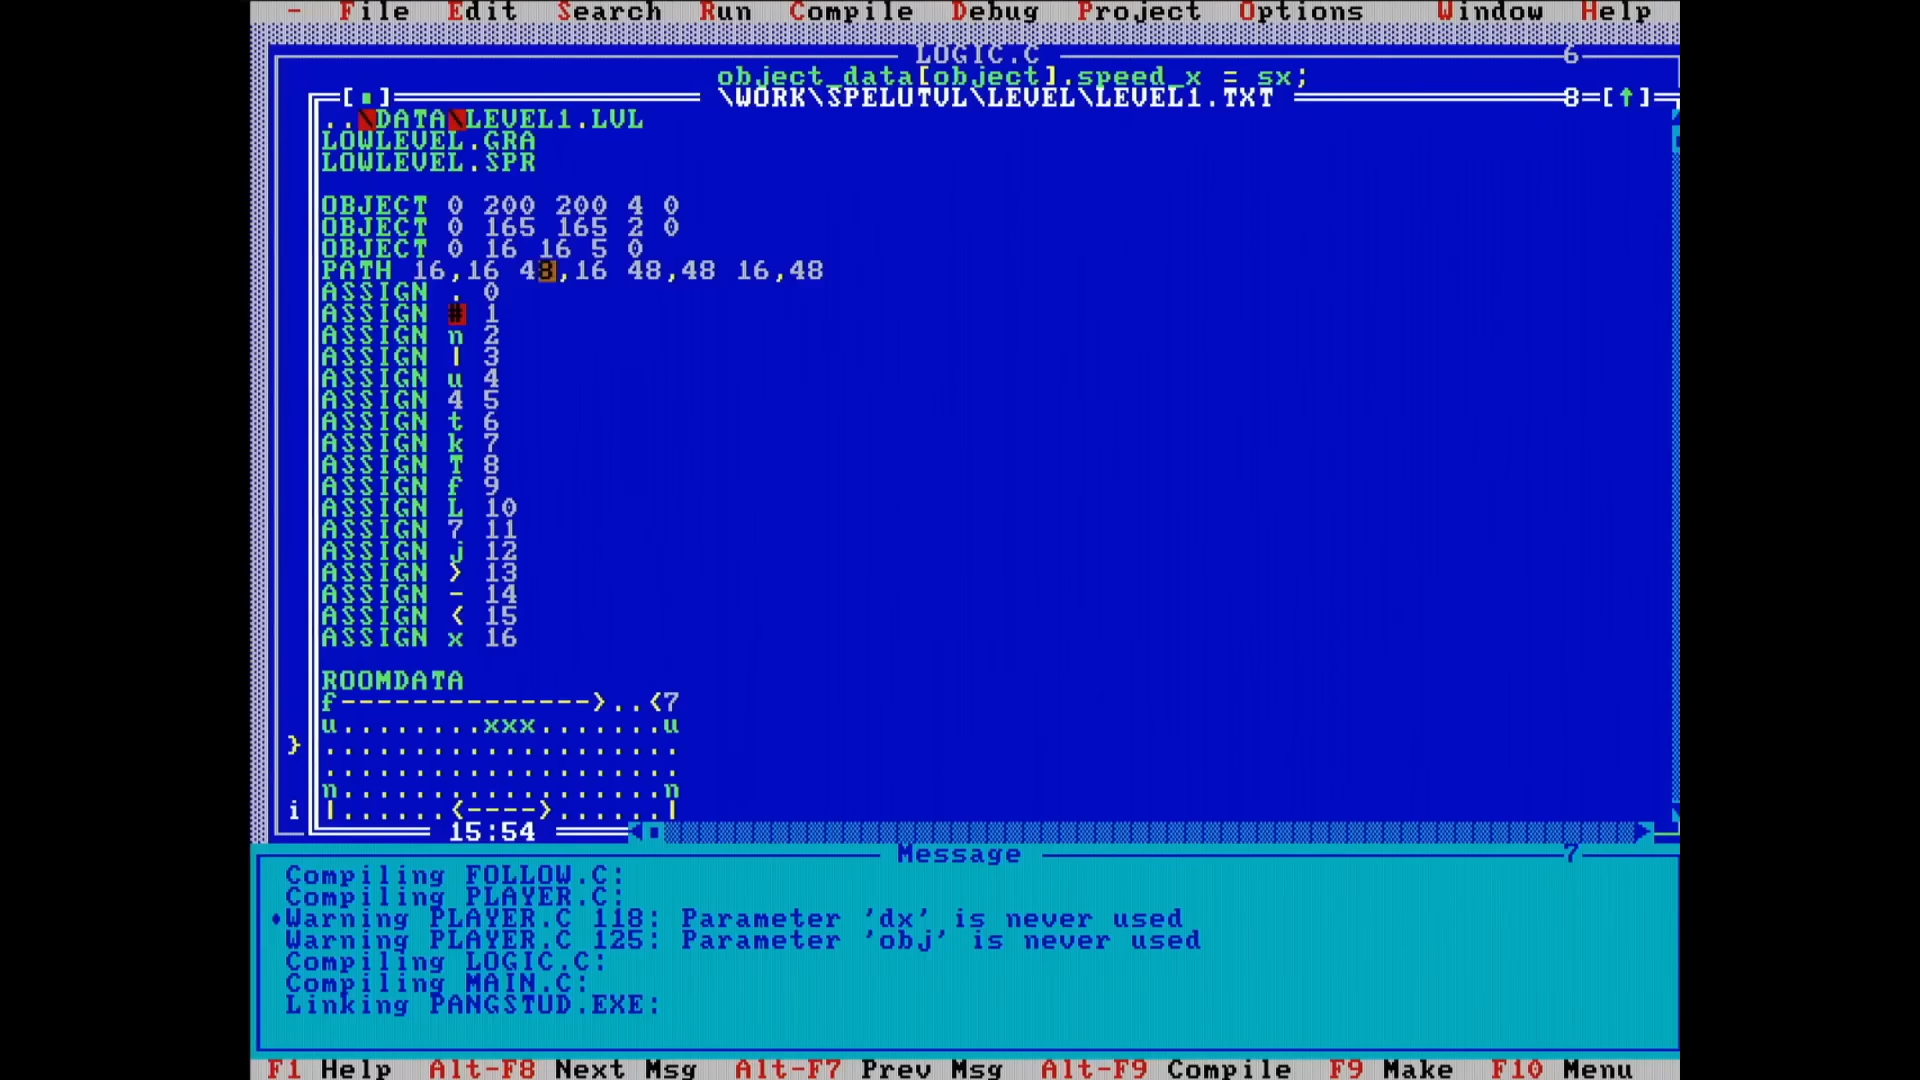 - File Edit Search Run Compile Debug Project Options Window Help
LOGIC.C 6
object_data[object].speed_x = sx;
[▪] \WORK\SPELUTVL\LEVEL\LEVEL1.TXT 8=[↑]
..\DATA\LEVEL1.LVL
LOWLEVEL.GRA
LOWLEVEL.SPR
OBJECT 0 200 200 4 0
OBJECT 0 165 165 2 0
OBJECT 0 16 16 5 0
PATH 16,16 48,16 48,48 16,48
ASSIGN . 0
ASSIGN # 1
ASSIGN n 2
ASSIGN | 3
ASSIGN u 4
ASSIGN 4 5
ASSIGN t 6
ASSIGN k 7
ASSIGN T 8
ASSIGN f 9
ASSIGN L 10
ASSIGN 7 11
ASSIGN j 12
ASSIGN > 13
ASSIGN - 14
ASSIGN < 15
ASSIGN x 16
ROOMDATA
f-------------->..<7
u........xxx.......u
} ....................
....................
n..................n
i |......<---->......|
15:54
Message 7
Compiling FOLLOW.C:
Compiling PLAYER.C:
•Warning PLAYER.C 118: Parameter 'dx' is never used
Warning PLAYER.C 125: Parameter 'obj' is never used
Compiling LOGIC.C:
Compiling MAIN.C:
Linking PANGSTUD.EXE:
F1 Help Alt-F8 Next Msg Alt-F7 Prev Msg Alt-F9 Compile F9 Make F10 Menu